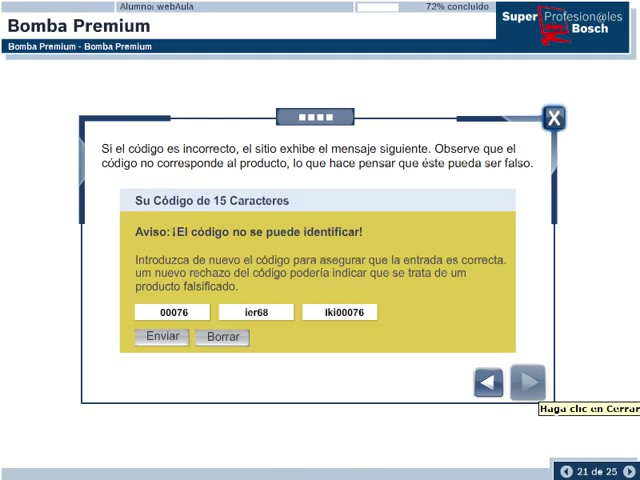 Alumno: webAula
72% concluido
Bomba Premium
Super Profesion@les
Bosch
Bomba Premium - Bomba Premium
X
Si el código es incorrecto, el sitio exhibe el mensaje siguiente. Observe que el
código no corresponde al producto, lo que hace pensar que éste pueda ser falso.
Su Código de 15 Caracteres
Aviso: ¡El código no se puede identificar!
Introduzca de nuevo el código para asegurar que la entrada es correcta.
um nuevo rechazo del código podería indicar que se trata de um
producto falsificado.
00076 ier68 Iki00076
Enviar Borrar
Haga clic en Cerrar
21 de 25